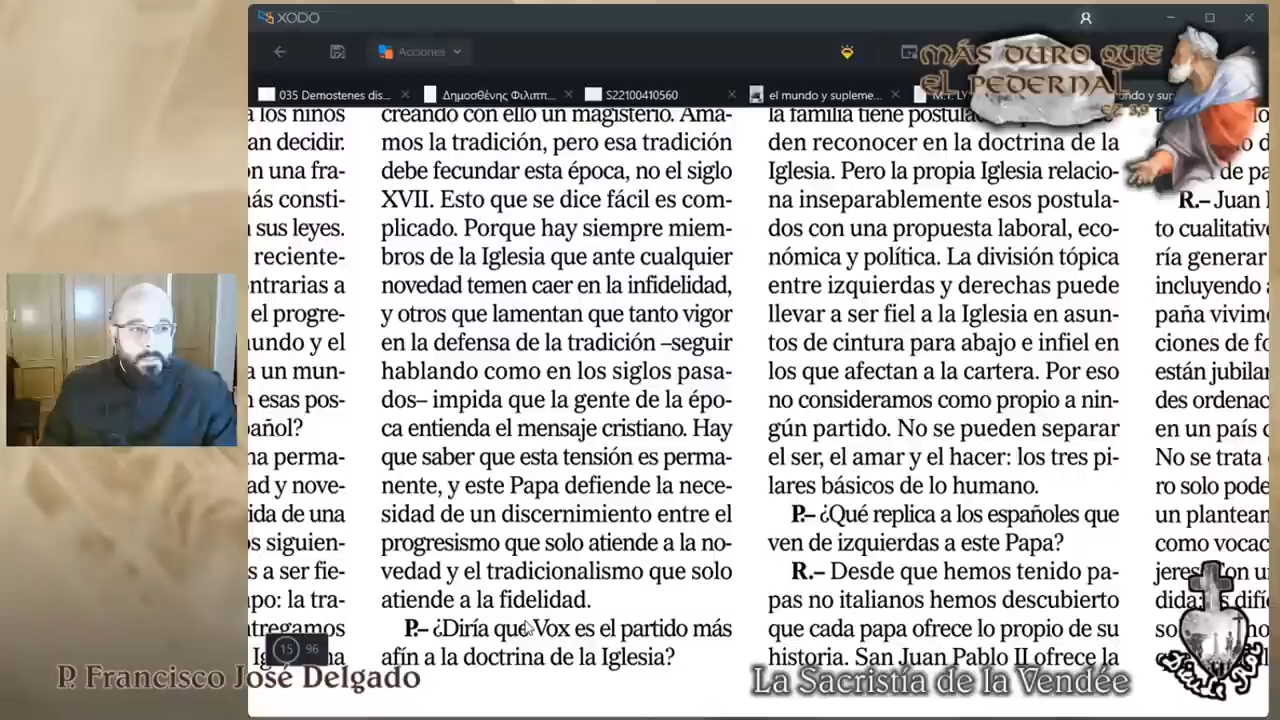 XODO
Acciones
035 Demostenes dis...
Δημοσθένης Φιλιππ...
S22100410560
el mundo y supleme...
MÁS DURO QUE
EL PEDERNAL
a los niños
an decidir.
on una fra-
más consti-
sus leyes.
reciente-
ontrarias a
el progre-
undo y el
a un mun-
esas pos-
añol?
na perma-
ad y nove-
ida de una
os siguien-
s a ser fie-
po: la tra-
ntregamos
creando con ello un magisterio. Ama-
mos la tradición, pero esa tradición
debe fecundar esta época, no el siglo
XVII. Esto que se dice fácil es com-
plicado. Porque hay siempre miem-
bros de la Iglesia que ante cualquier
novedad temen caer en la infidelidad,
y otros que lamentan que tanto vigor
en la defensa de la tradición –seguir
hablando como en los siglos pasa-
dos– impida que la gente de la épo-
ca entienda el mensaje cristiano. Hay
que saber que esta tensión es perma-
nente, y este Papa defiende la nece-
sidad de un discernimiento entre el
progresismo que solo atiende a la no-
vedad y el tradicionalismo que solo
atiende a la fidelidad.
P.– ¿Diría que Vox es el partido más
afín a la doctrina de la Iglesia?
la familia tiene
den reconocer en la doctrina de la
Iglesia. Pero la propia Iglesia relacio-
na inseparablemente esos postula-
dos con una propuesta laboral, eco-
nómica y política. La división tópica
entre izquierdas y derechas puede
llevar a ser fiel a la Iglesia en asun-
tos de cintura para abajo e infiel en
los que afectan a la cartera. Por eso
no consideramos como propio a nin-
gún partido. No se pueden separar
el ser, el amar y el hacer: los tres pi-
lares básicos de lo humano.
P.– ¿Qué replica a los españoles que
ven de izquierdas a este Papa?
R.– Desde que hemos tenido pa-
pas no italianos hemos descubierto
que cada papa ofrece lo propio de su
historia. San Juan Pablo II ofrece la
de pa
R.– Juan
to cualitativ
ría generar
incluyendo
paña vivim
ciones de fo
están jubila
des ordenac
en un país
No se trata
ro solo pode
un plantean
como vocac
15 96
P. Francisco José Delgado
La Sacristía de la Vendée